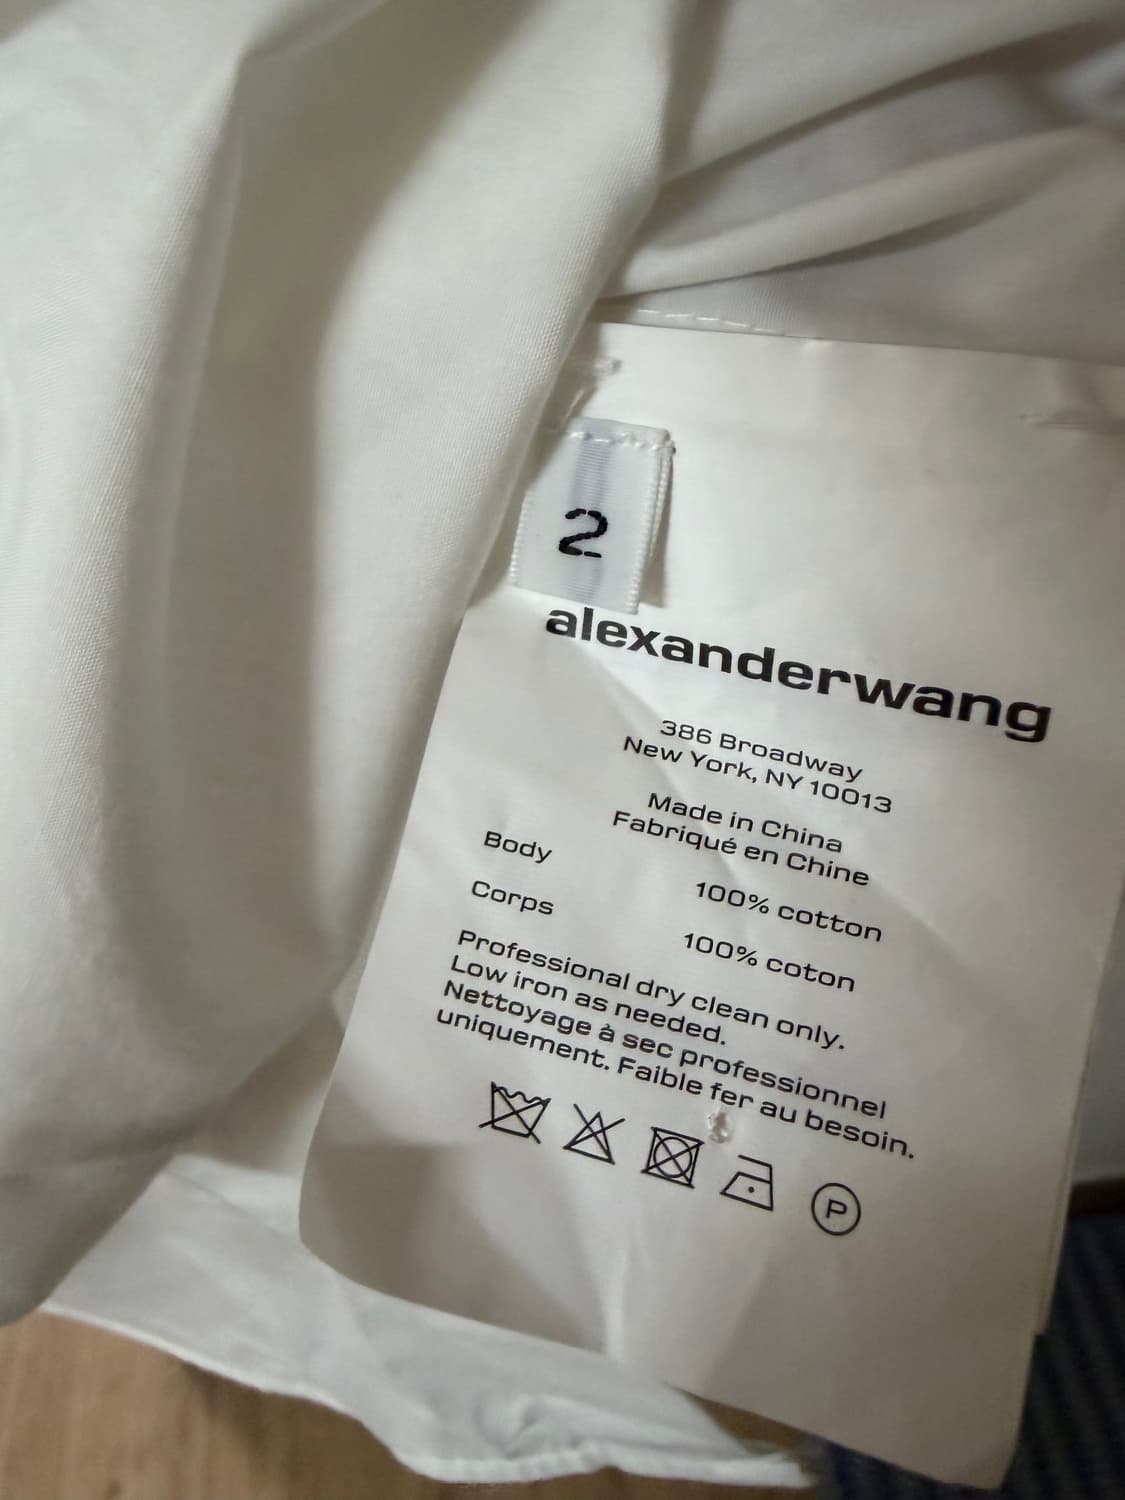 2
alexanderwang
386 Broadway
New York, NY 10013
Made in China
Fabriqué en Chine
Body 100% cotton
Corps 100% coton
Professional dry clean only.
Low iron as needed.
Nettoyage à sec professionnel
uniquement. Faible fer au besoin.
P